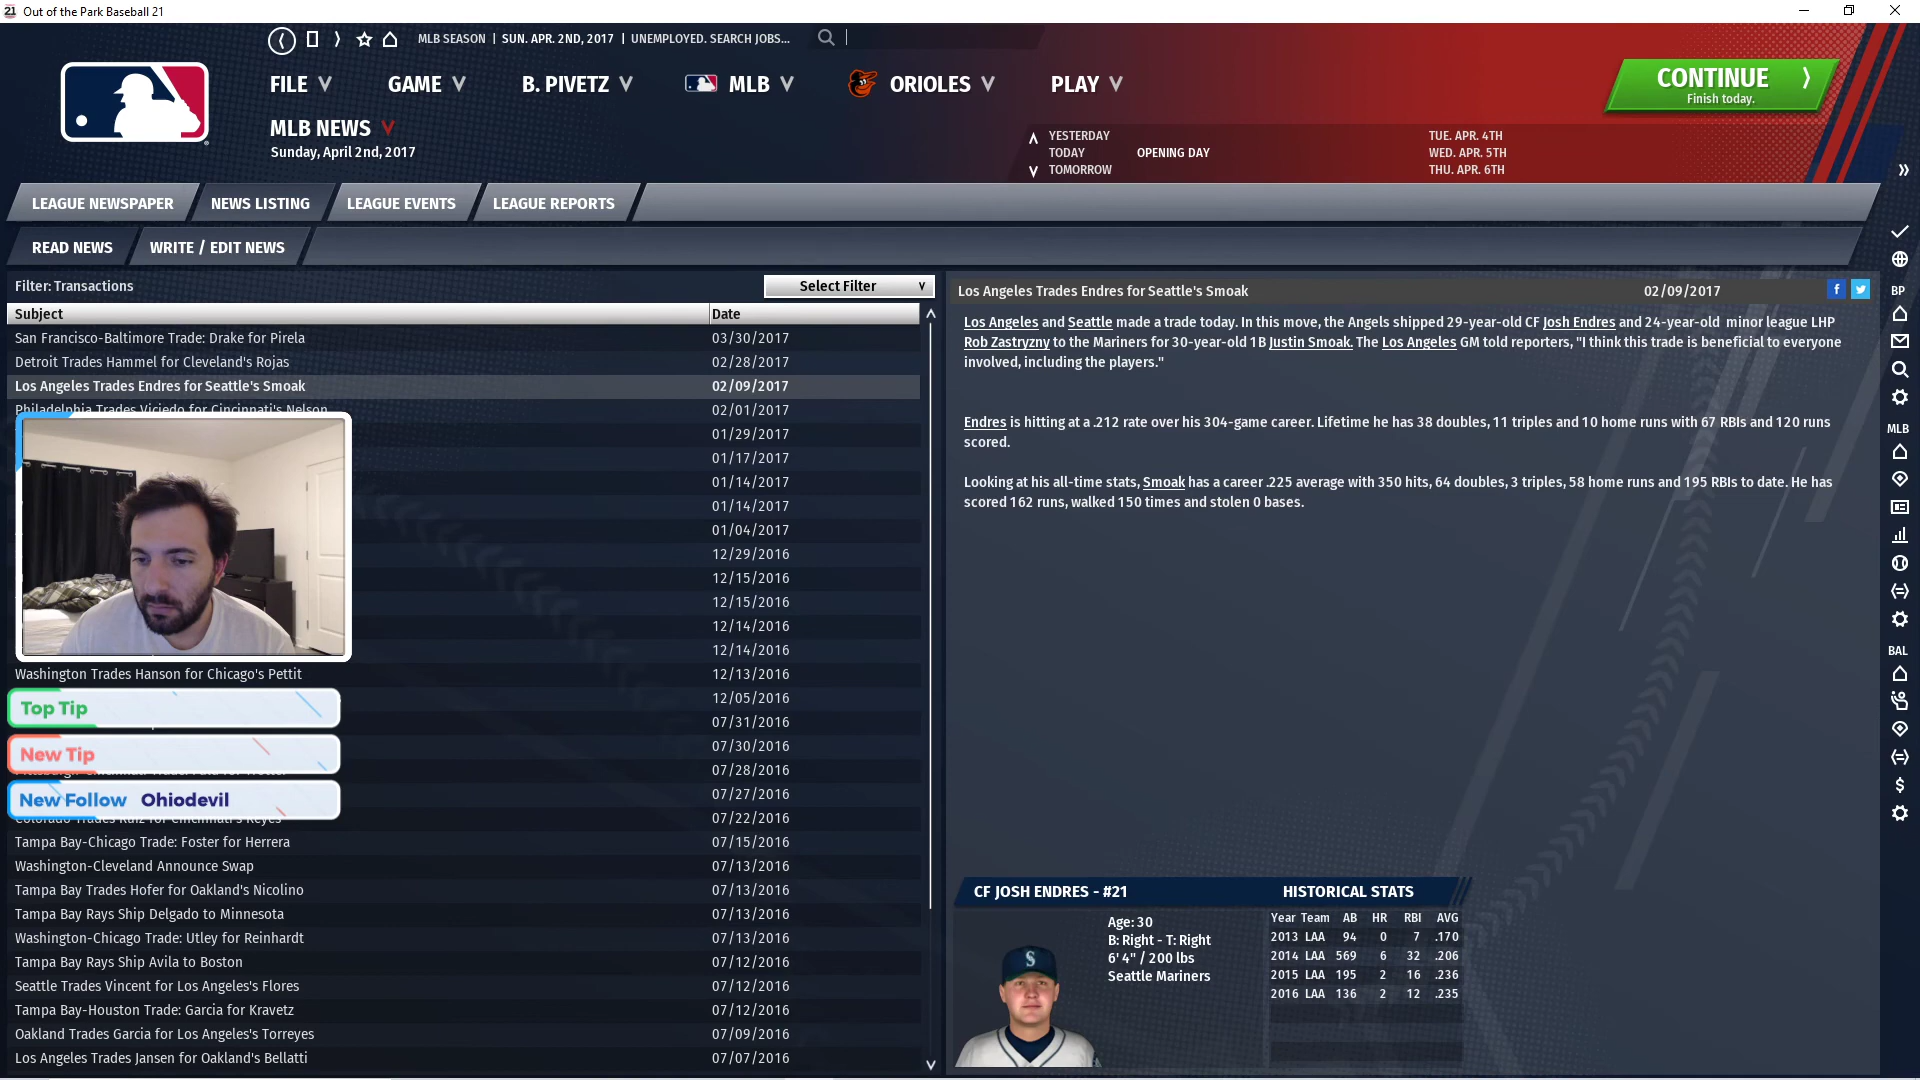 Out of the Park Baseball 21
MLB SEASON | SUN. APR. 2ND, 2017 | UNEMPLOYED. SEARCH JOBS...
FILE GAME B. PIVETZ MLB ORIOLES PLAY
CONTINUE
Finish today.
MLB NEWS
Sunday, April 2nd, 2017
YESTERDAY TUE. APR. 4TH
TODAY OPENING DAY WED. APR. 5TH
TOMORROW THU. APR. 6TH
LEAGUE NEWSPAPER NEWS LISTING LEAGUE EVENTS LEAGUE REPORTS
READ NEWS WRITE / EDIT NEWS
Filter: Transactions Select Filter
Subject Date
San Francisco-Baltimore Trade: Drake for Pirela 03/30/2017
Detroit Trades Hammel for Cleveland's Rojas 02/28/2017
Los Angeles Trades Endres for Seattle's Smoak 02/09/2017
Philadelphia Trades Viciedo for Cincinnati's Nelson 02/01/2017
01/29/2017
01/17/2017
01/14/2017
01/14/2017
01/04/2017
12/29/2016
12/15/2016
12/15/2016
12/14/2016
12/14/2016
Washington Trades Hanson for Chicago's Pettit 12/13/2016
12/05/2016
Top Tip
07/31/2016
07/30/2016
New Tip
07/28/2016
07/27/2016
New Follow Ohiodevil
Colorado Trades Ruiz for Cincinnati's Reyes 07/22/2016
Tampa Bay-Chicago Trade: Foster for Herrera 07/15/2016
Washington-Cleveland Announce Swap 07/13/2016
Tampa Bay Trades Hofer for Oakland's Nicolino 07/13/2016
Tampa Bay Rays Ship Delgado to Minnesota 07/13/2016
Washington-Chicago Trade: Utley for Reinhardt 07/13/2016
Tampa Bay Rays Ship Avila to Boston 07/12/2016
Seattle Trades Vincent for Los Angeles's Flores 07/12/2016
Tampa Bay-Houston Trade: Garcia for Kravetz 07/12/2016
Oakland Trades Garcia for Los Angeles's Torreyes 07/09/2016
Los Angeles Trades Jansen for Oakland's Bellatti 07/07/2016
Los Angeles Trades Endres for Seattle's Smoak 02/09/2017
Los Angeles and Seattle made a trade today. In this move, the Angels shipped 29-year-old CF Josh Endres and 24-year-old minor league LHP
Rob Zastryzny to the Mariners for 30-year-old 1B Justin Smoak. The Los Angeles GM told reporters, "I think this trade is beneficial to everyone
involved, including the players."
Endres is hitting at a .212 rate over his 304-game career. Lifetime he has 38 doubles, 11 triples and 10 home runs with 67 RBIs and 120 runs
scored.
Looking at his all-time stats, Smoak has a career .225 average with 350 hits, 64 doubles, 3 triples, 58 home runs and 195 RBIs to date. He has
scored 162 runs, walked 150 times and stolen 0 bases.
CF JOSH ENDRES - #21 HISTORICAL STATS
Age: 30
B: Right - T: Right
6' 4" / 200 lbs
Seattle Mariners
Year Team AB HR RBI AVG
2013 LAA 94 0 7 .170
2014 LAA 569 6 32 .206
2015 LAA 195 2 16 .236
2016 LAA 136 2 12 .235
BP
MLB
BAL